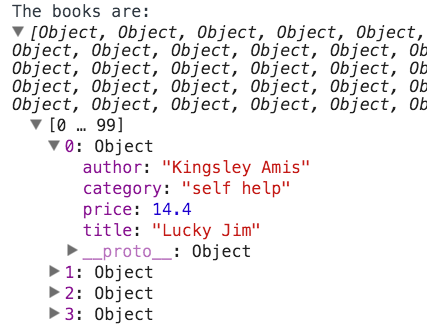 The books are:
[Object, Object, Object, Object, Object,
Object, Object, Object, Object, Object, Ob
Object, Object, Object, Object, Object, Ob
Object, Object, Object, Object, Object, Ob
Object, Object, Object, Object, Object, Ob
[0 … 99]
0: Object
author: "Kingsley Amis"
category: "self help"
price: 14.4
title: "Lucky Jim"
__proto__: Object
1: Object
2: Object
3: Object